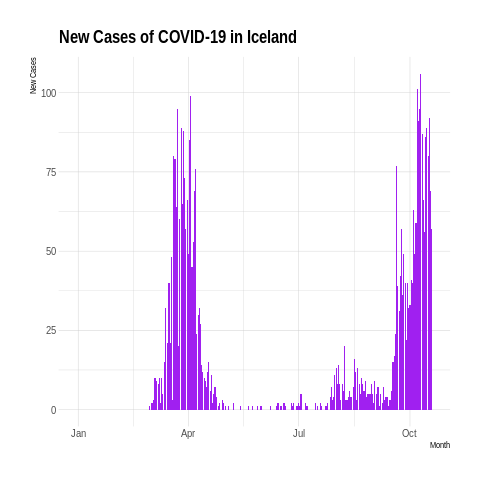 New Cases of COVID-19 in Iceland
New Cases
100
75
50
25
0
Jan Apr Jul Oct
Month